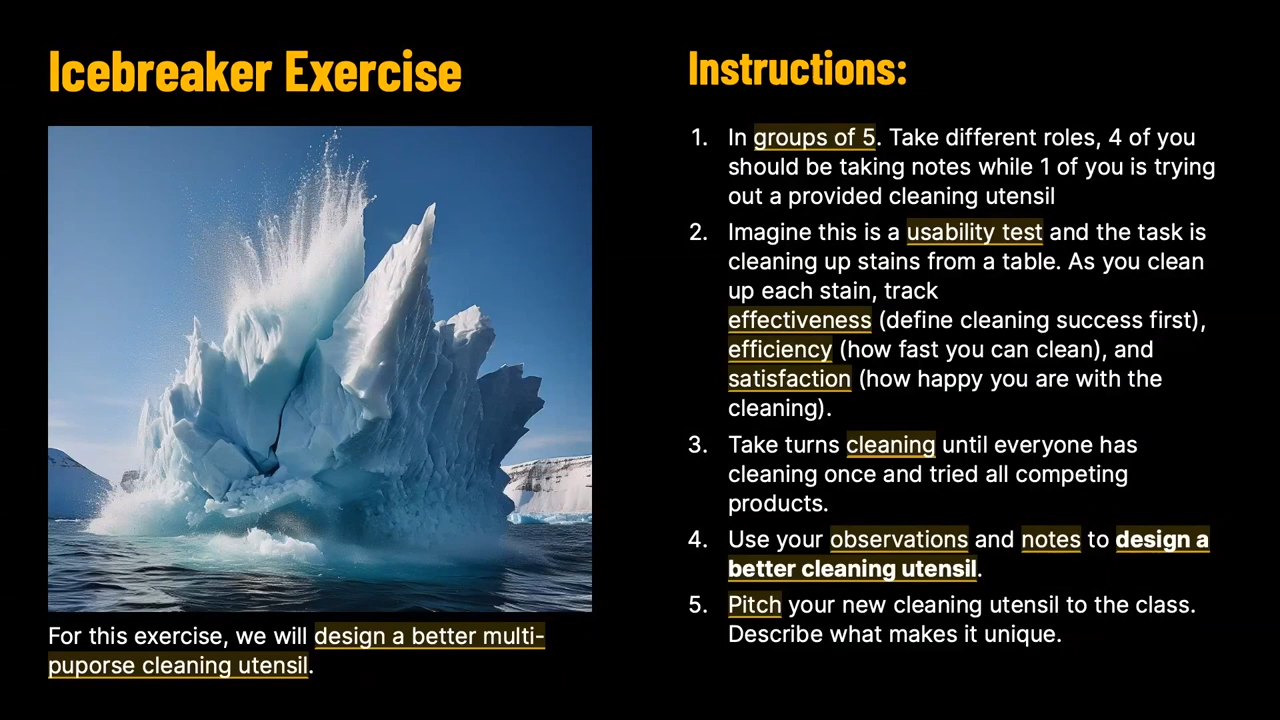 Icebreaker Exercise
For this exercise, we will design a better multi-
puporse cleaning utensil.
Instructions:
1. In groups of 5. Take different roles, 4 of you
should be taking notes while 1 of you is trying
out a provided cleaning utensil
2. Imagine this is a usability test and the task is
cleaning up stains from a table. As you clean
up each stain, track
effectiveness (define cleaning success first),
efficiency (how fast you can clean), and
satisfaction (how happy you are with the
cleaning).
3. Take turns cleaning until everyone has
cleaning once and tried all competing
products.
4. Use your observations and notes to design a
better cleaning utensil.
5. Pitch your new cleaning utensil to the class.
Describe what makes it unique.